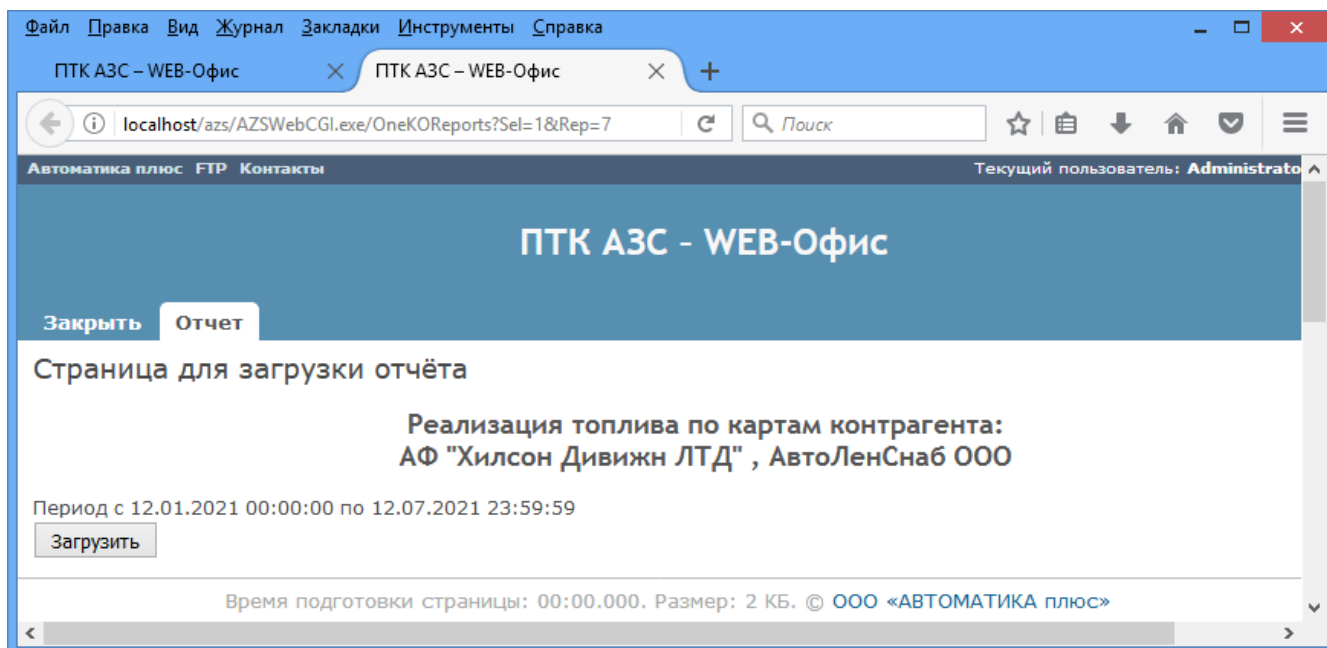 Файл Правка Вид Журнал Закладки Инструменты Справка
ПТК АЗС – WEB-Офис ПТК АЗС – WEB-Офис
localhost/azs/AZSWebCGI.exe/OneKOReports?Sel=1&Rep=7 Поиск
Автоматика плюс FTP Контакты Текущий пользователь: Administrato
ПТК АЗС – WEB-Офис
Закрыть Отчет
Страница для загрузки отчёта
Реализация топлива по картам контрагента:
АФ "Хилсон Дивижн ЛТД" , АвтоЛенСнаб ООО
Период с 12.01.2021 00:00:00 по 12.07.2021 23:59:59
Загрузить
Время подготовки страницы: 00:00.000. Размер: 2 КБ. © ООО «АВТОМАТИКА плюс»